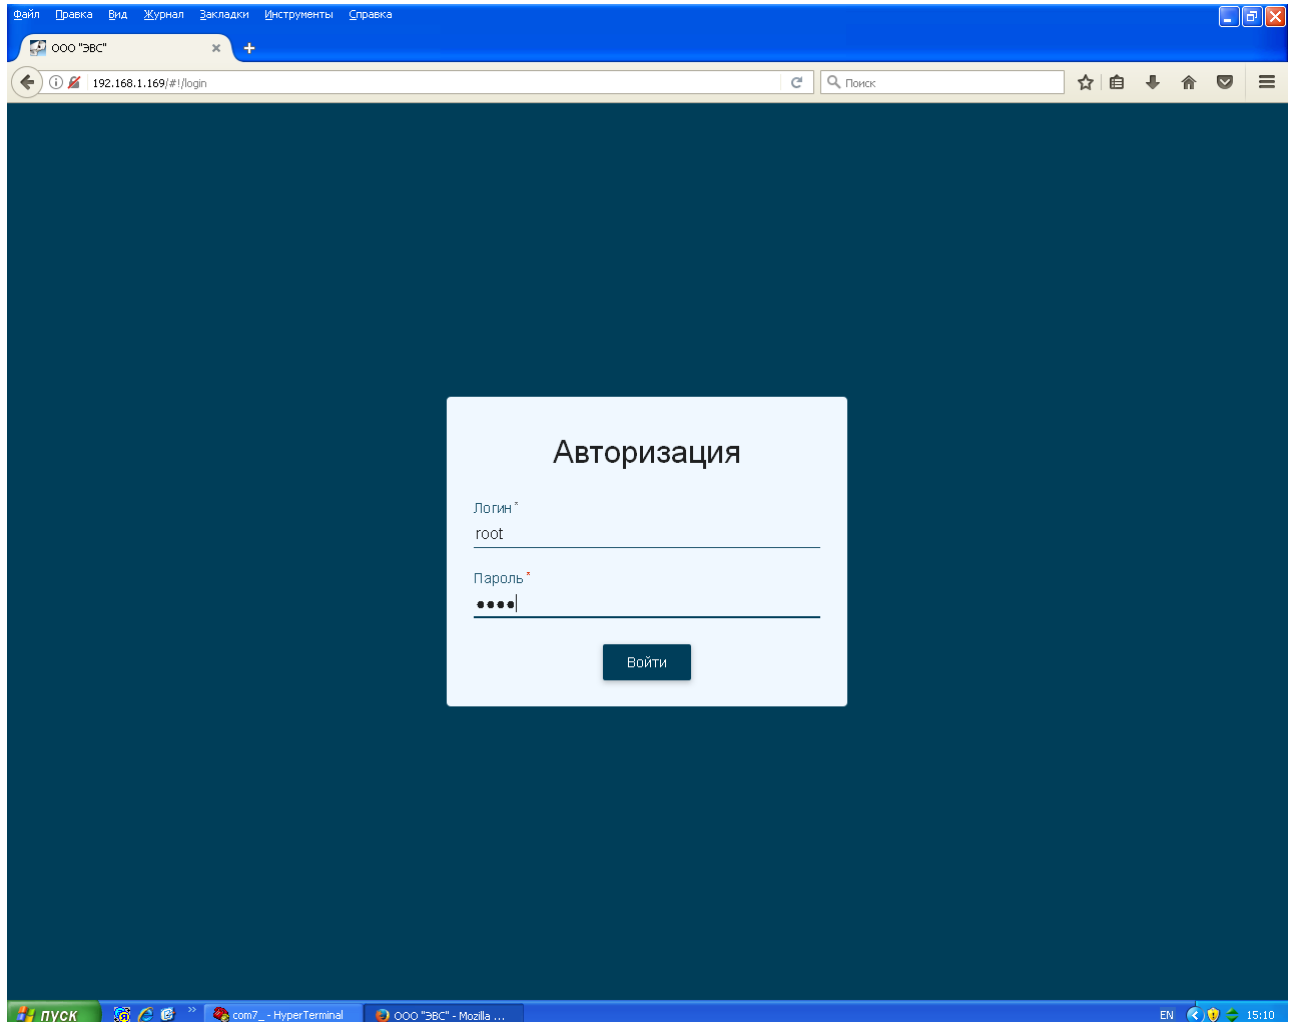 Файл Правка Вид Журнал Закладки Инструменты Справка
ООО "ЭВС"
192.168.1.169/#!/login
Поиск
Авторизация
Логин *
root
Пароль *
••••
Войти
пуск
com7_ - HyperTerminal
ООО "ЭВС" - Mozilla ...
EN
15:10